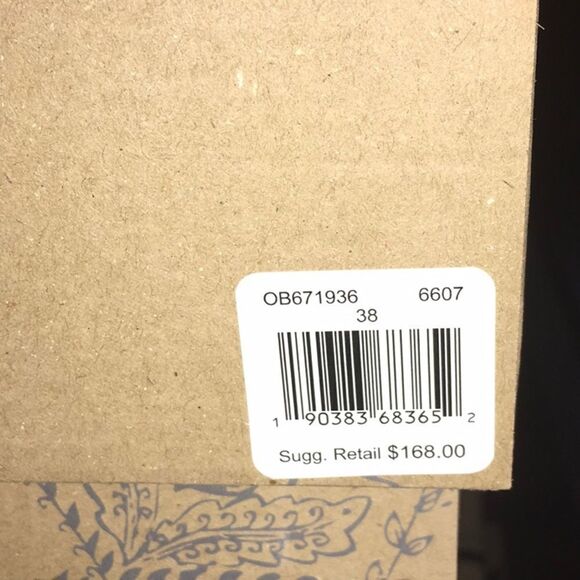 OB671936 6607
38
1 90383 68365 2
Sugg. Retail $168.00